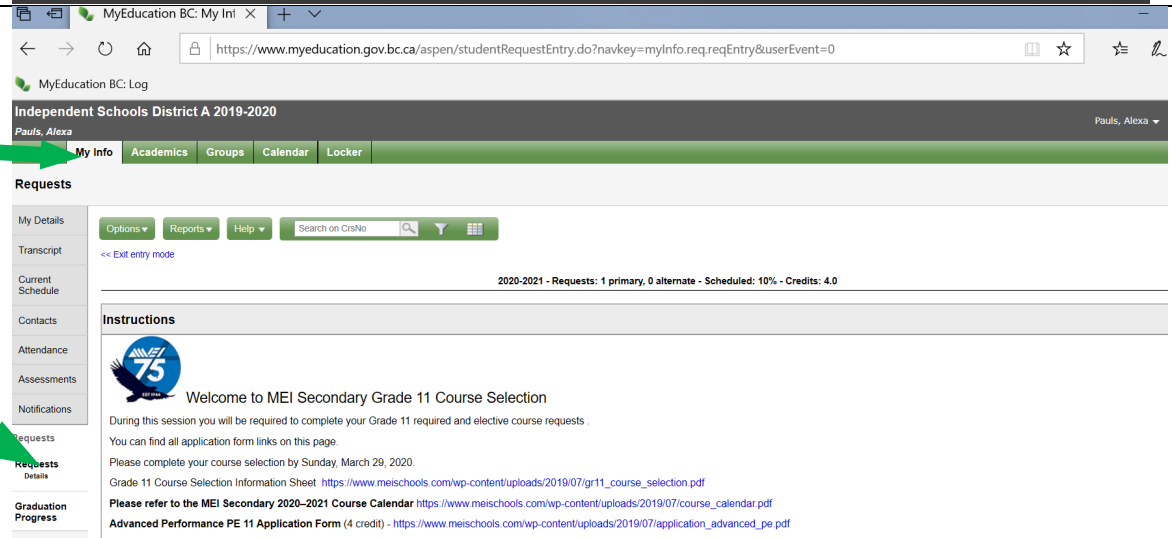 MyEducation BC: My Inf
https://www.myeducation.gov.bc.ca/aspen/studentRequestEntry.do?navkey=myInfo.req.reqEntry&userEvent=0
MyEducation BC: Log
Independent Schools District A 2019-2020
Pauls, Alexa
Pauls, Alexa
My Info Academics Groups Calendar Locker
Requests
My Details
Transcript
Current
Schedule
Contacts
Attendance
Assessments
Notifications
Requests
Requests
Details
Graduation
Progress
Options Reports Help Search on CrsNo
<< Exit entry mode
2020-2021 - Requests: 1 primary, 0 alternate - Scheduled: 10% - Credits: 4.0
Instructions
MEI
75
EST 1944
Welcome to MEI Secondary Grade 11 Course Selection
During this session you will be required to complete your Grade 11 required and elective course requests .
You can find all application form links on this page.
Please complete your course selection by Sunday, March 29, 2020.
Grade 11 Course Selection Information Sheet https://www.meischools.com/wp-content/uploads/2019/07/gr11_course_selection.pdf
Please refer to the MEI Secondary 2020–2021 Course Calendar https://www.meischools.com/wp-content/uploads/2019/07/course_calendar.pdf
Advanced Performance PE 11 Application Form (4 credit) - https://www.meischools.com/wp-content/uploads/2019/07/application_advanced_pe.pdf